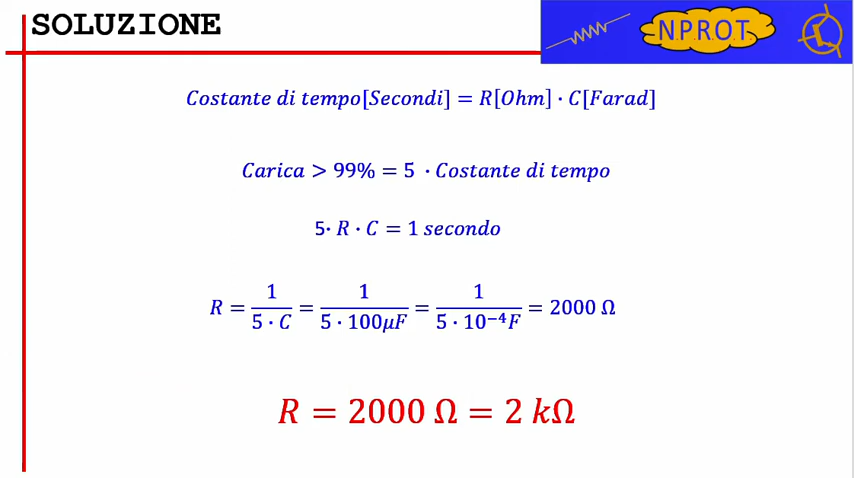 SOLUZIONE
NPROT
Costante di tempo[Secondi] = R[Ohm] · C[Farad]
Carica > 99% = 5 · Costante di tempo
5· R · C = 1 secondo
R = 1/(5 · C) = 1/(5 · 100μF) = 1/(5 · 10⁻⁴F) = 2000 Ω
R = 2000 Ω = 2 kΩ